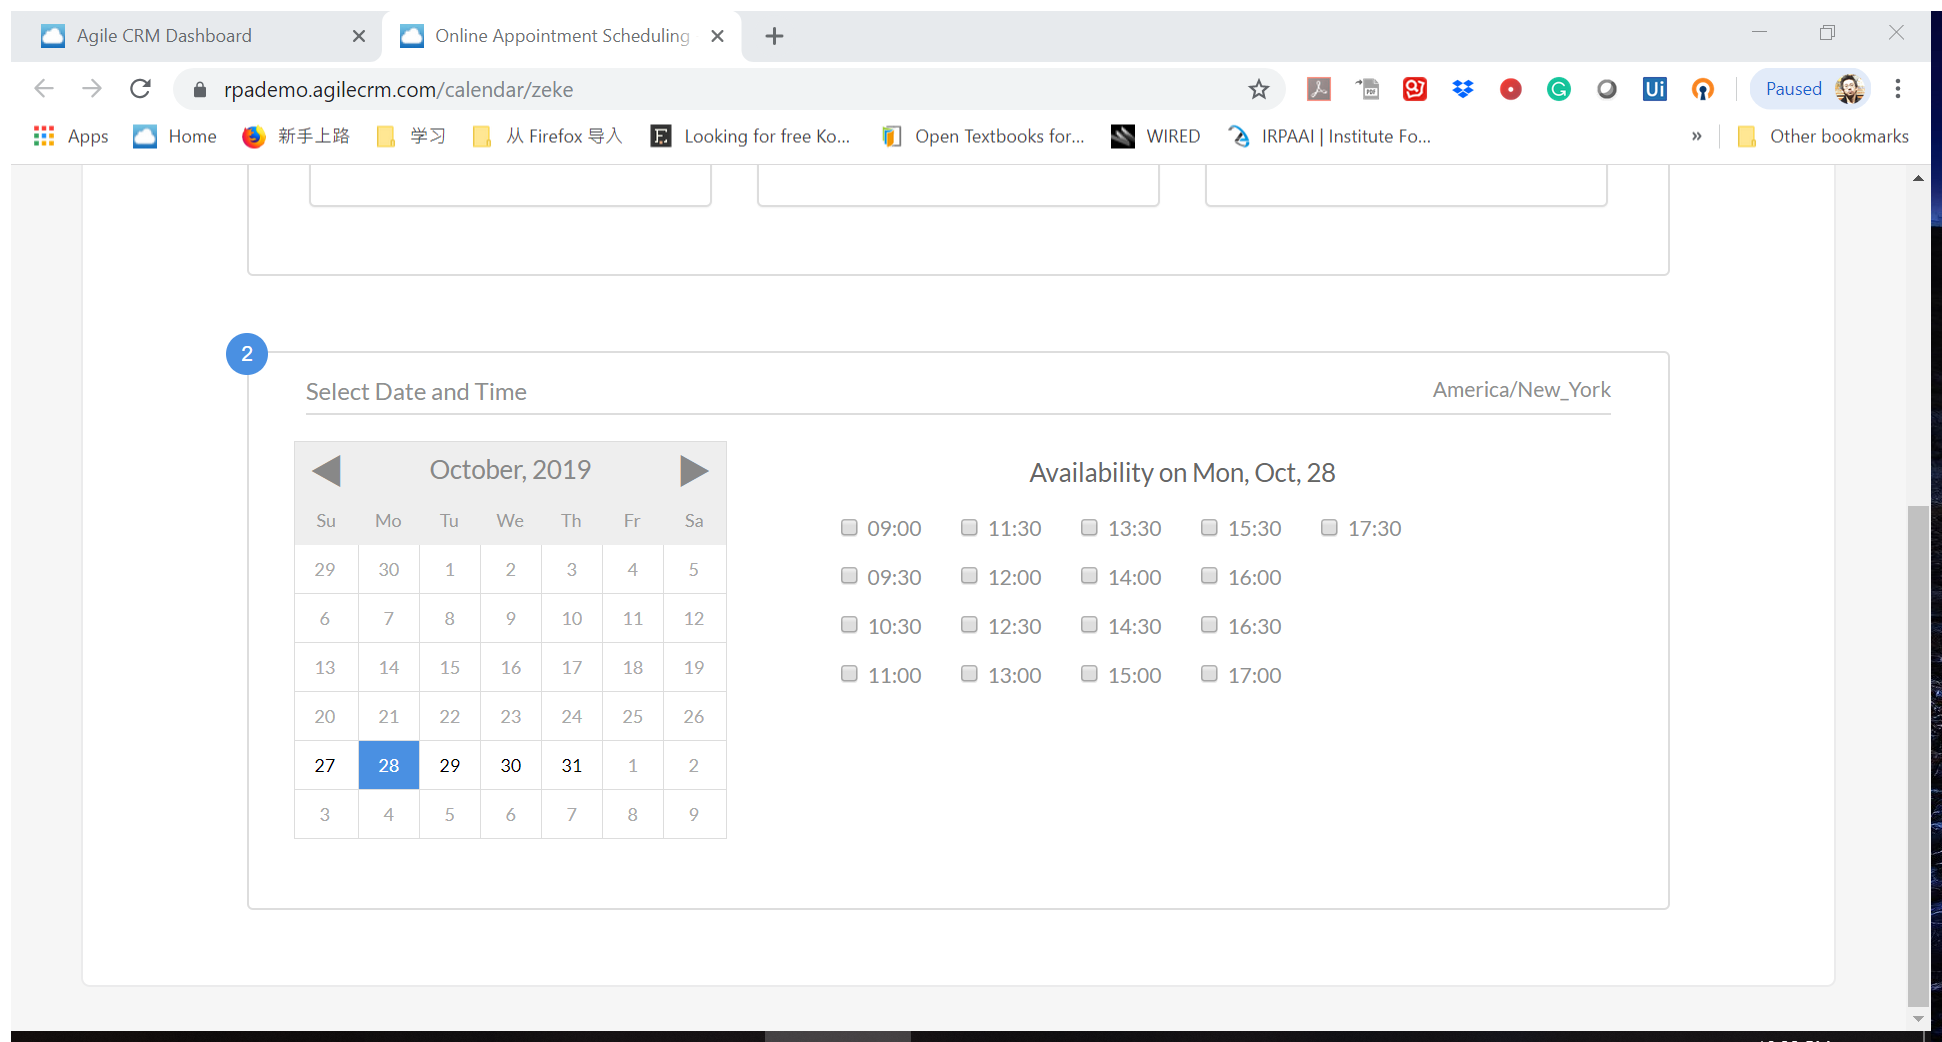 Agile CRM Dashboard
Online Appointment Scheduling
rpademo.agilecrm.com/calendar/zeke
PDF
Ui
Paused
Apps
Home
新手上路
学习
从 Firefox 导入
Looking for free Ko...
Open Textbooks for...
WIRED
IRPAAI | Institute Fo...
»
Other bookmarks
2
Select Date and Time
America/New_York
October, 2019
Su Mo Tu We Th Fr Sa
29 30 1 2 3 4 5
6 7 8 9 10 11 12
13 14 15 16 17 18 19
20 21 22 23 24 25 26
27 28 29 30 31 1 2
3 4 5 6 7 8 9
Availability on Mon, Oct, 28
09:00 11:30 13:30 15:30 17:30
09:30 12:00 14:00 16:00
10:30 12:30 14:30 16:30
11:00 13:00 15:00 17:00